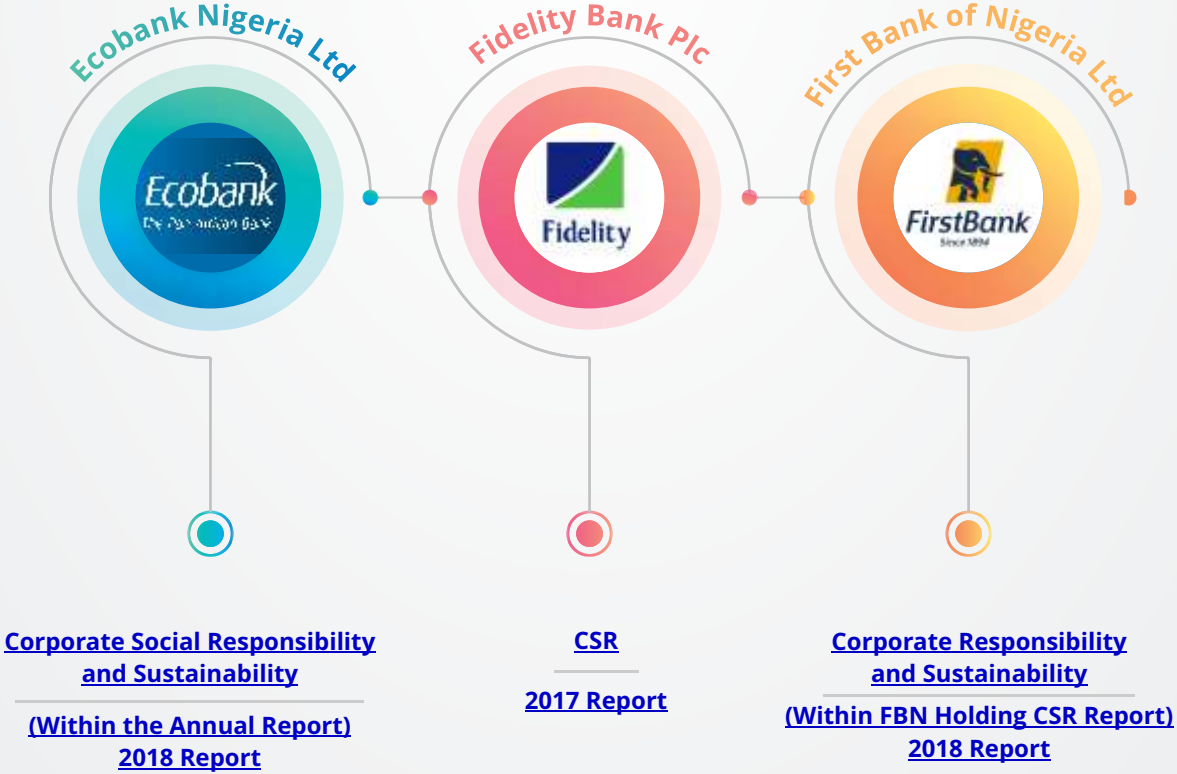 Ecobank Nigeria Ltd
Fidelity Bank Plc
First Bank of Nigeria Ltd
Ecobank
Fidelity
FirstBank
Since 1894
Corporate Social Responsibility
and Sustainability
(Within the Annual Report)
2018 Report
CSR
2017 Report
Corporate Responsibility
and Sustainability
(Within FBN Holding CSR Report)
2018 Report